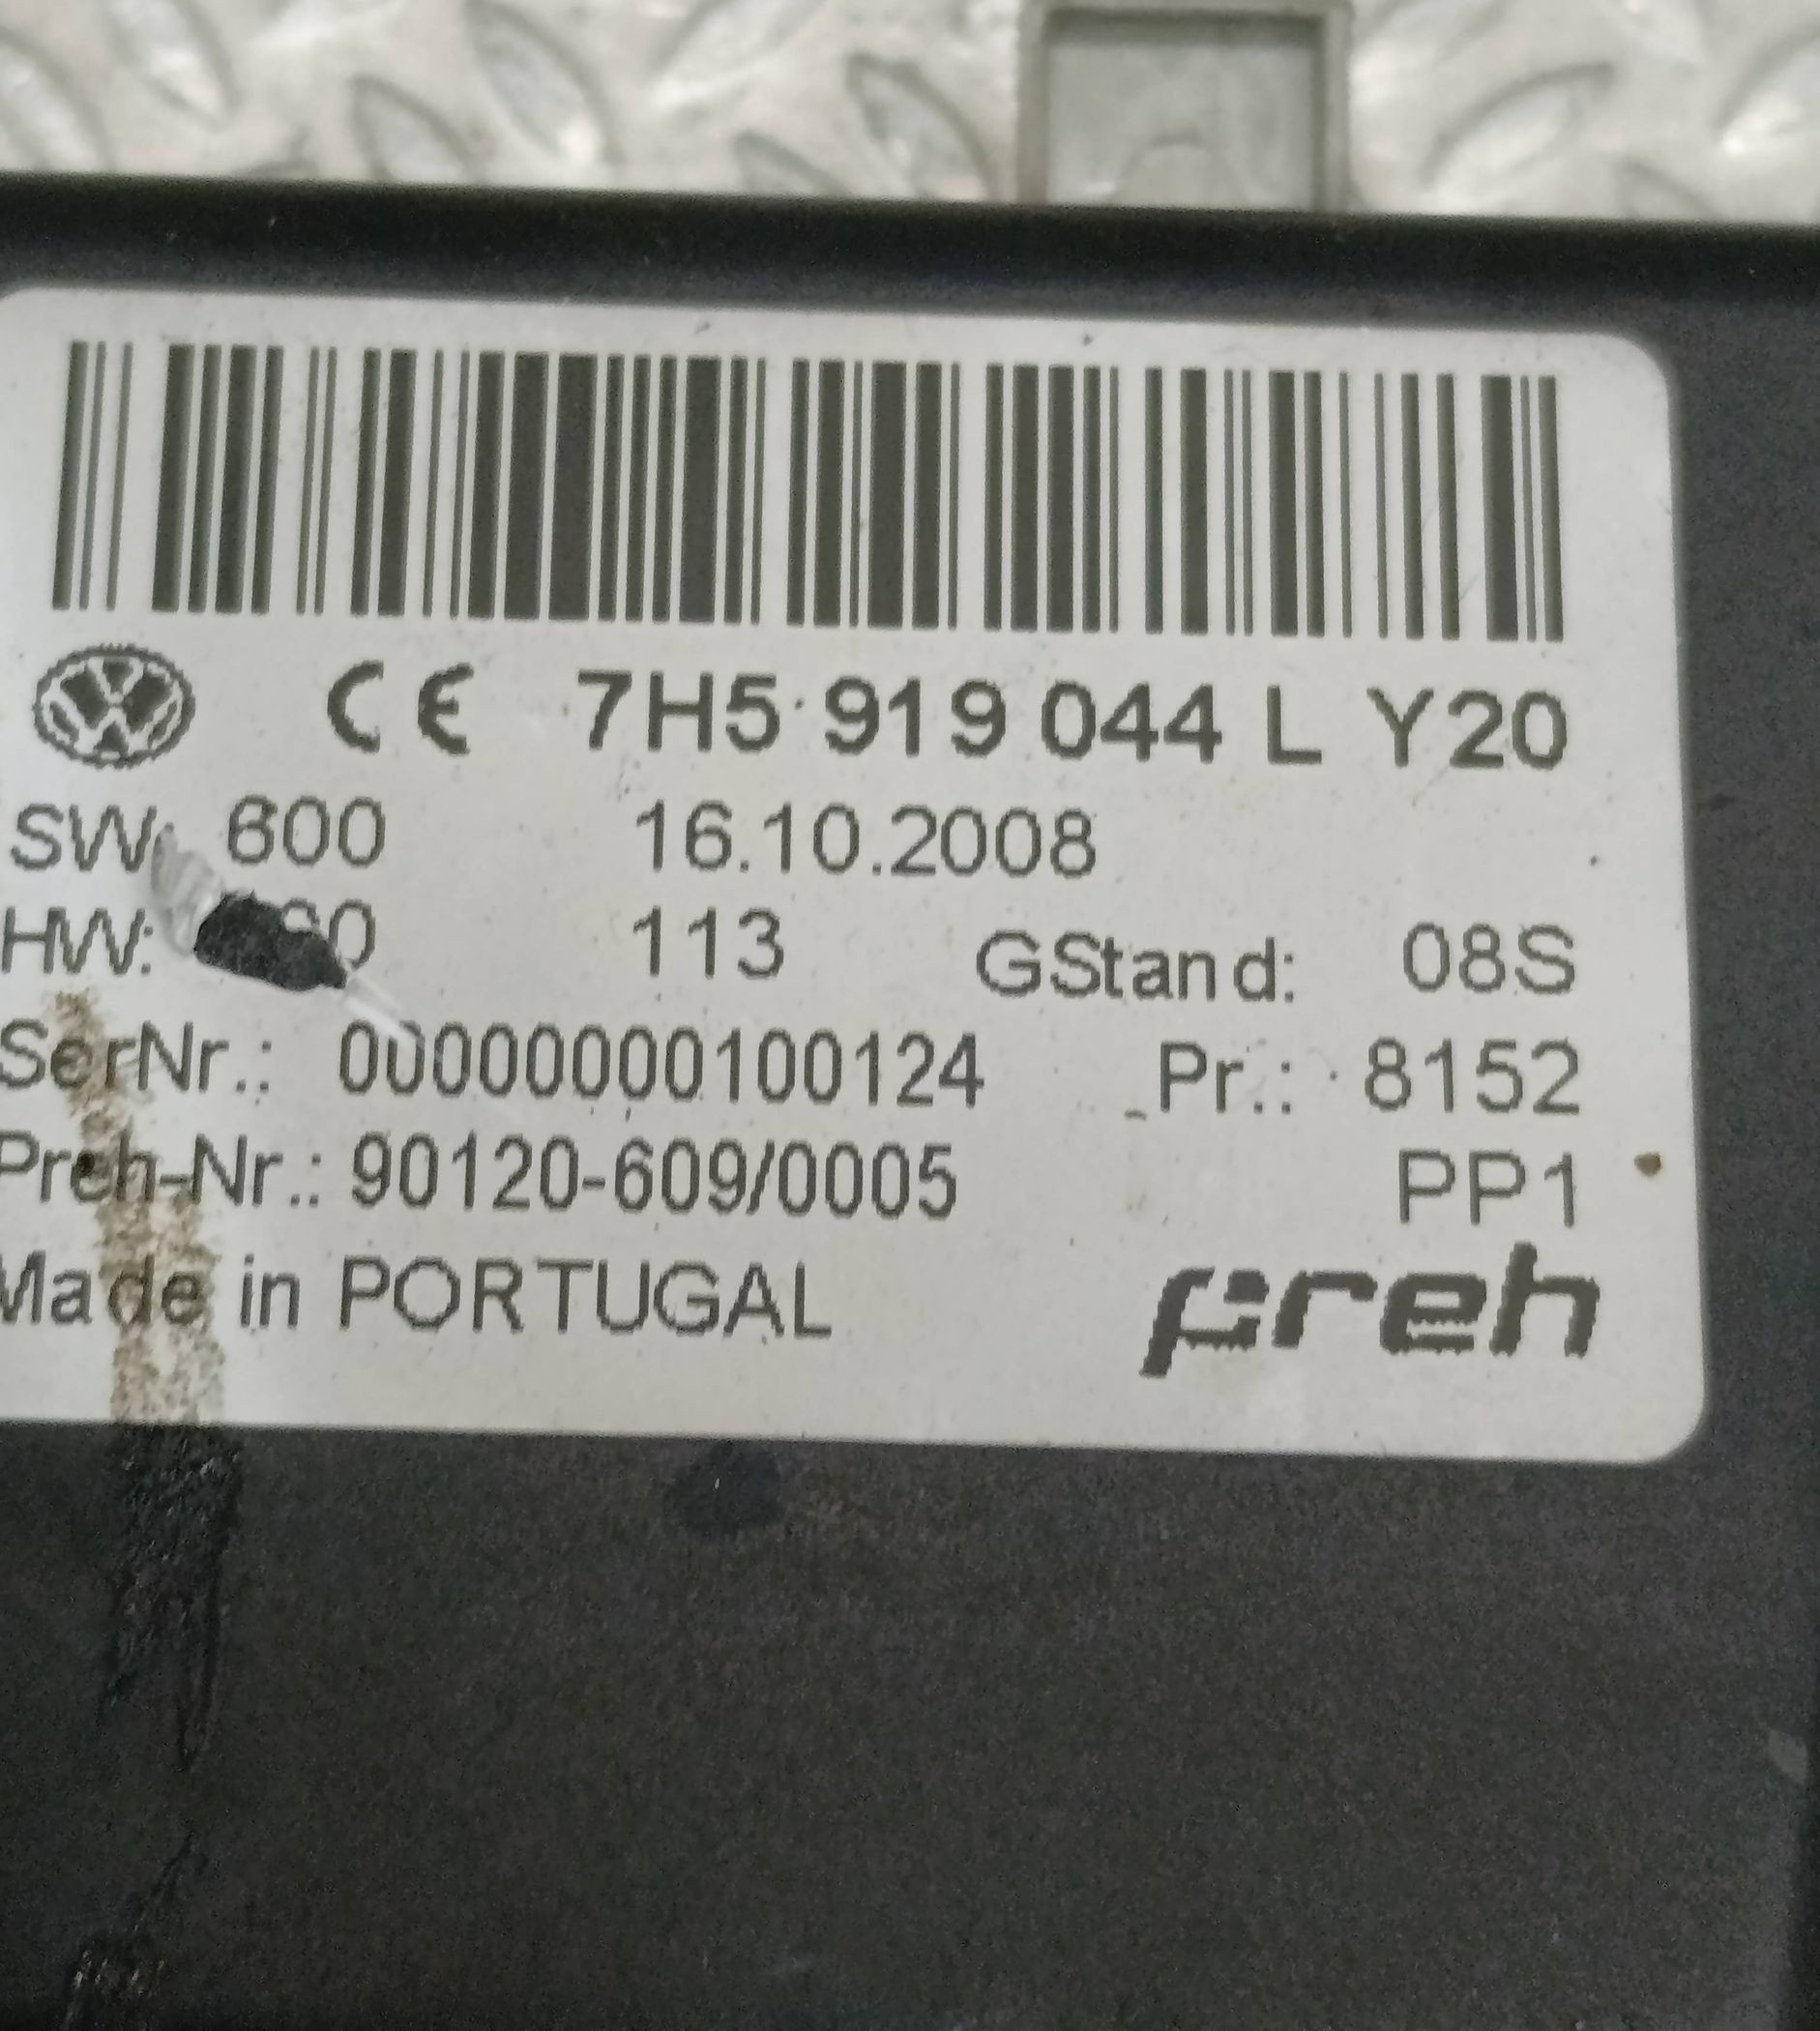 CE 7H5 919 044 L Y20
SW: 600 16.10.2008
HW: 113 GStand: 08S
SerNr.: 00000000100124 Pr.: 8152
Preh-Nr.: 90120-609/0005 PP1
Made in PORTUGAL preh